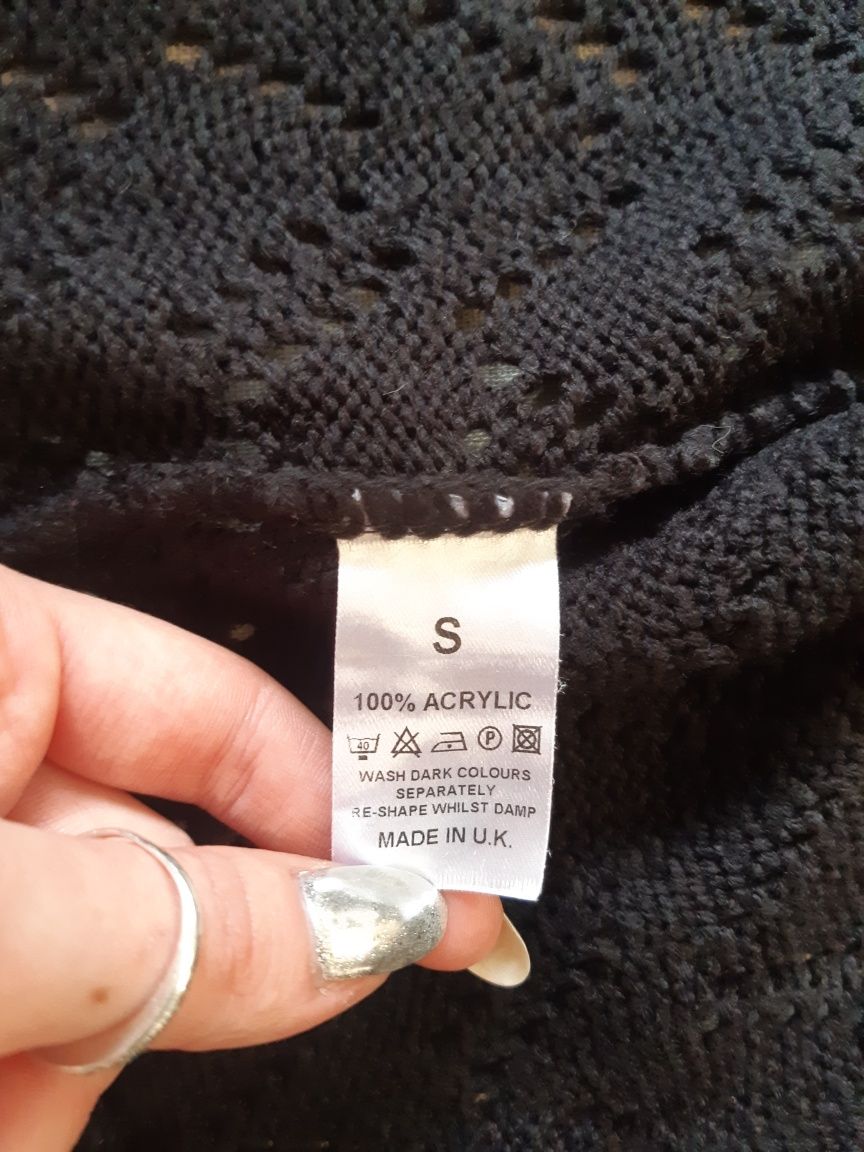 S
100% ACRYLIC
40 P
WASH DARK COLOURS
SEPARATELY
RE-SHAPE WHILST DAMP
MADE IN U.K.